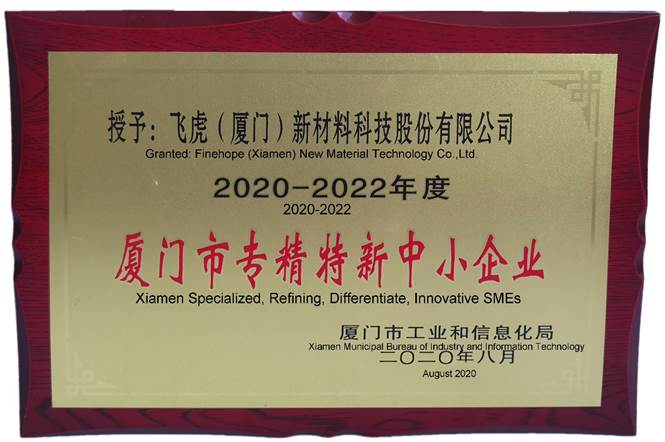 授予：飞虎（厦门）新材料科技股份有限公司
Granted: Finehope (Xiamen) New Material Technology Co.,Ltd.
2020-2022年度
2020-2022
厦门市专精特新中小企业
Xiamen Specialized, Refining, Differentiate, Innovative SMEs
厦门市工业和信息化局
Xiamen Municipal Bureau of Industry and Information Technology
二〇二〇年八月
August 2020